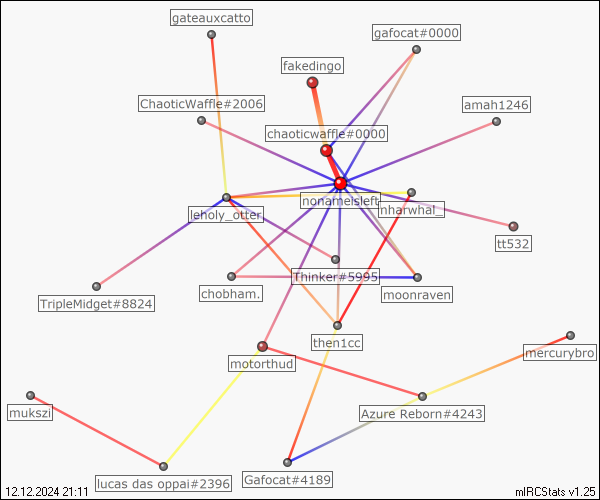 gateauxcatto
gafocat#0000
fakedingo
ChaoticWaffle#2006
amah1246
chaoticwaffle#0000
nonameisleft
nharwhal_
leholy_otter
tt532
Thinker#5995
TripleMidget#8824
chobham.
moonraven
then1cc
motorthud
mercurybro
Azure Reborn#4243
mukszi
lucas das oppai#2396
Gafocat#4189
12.12.2024 21:11
mIRCStats v1.25